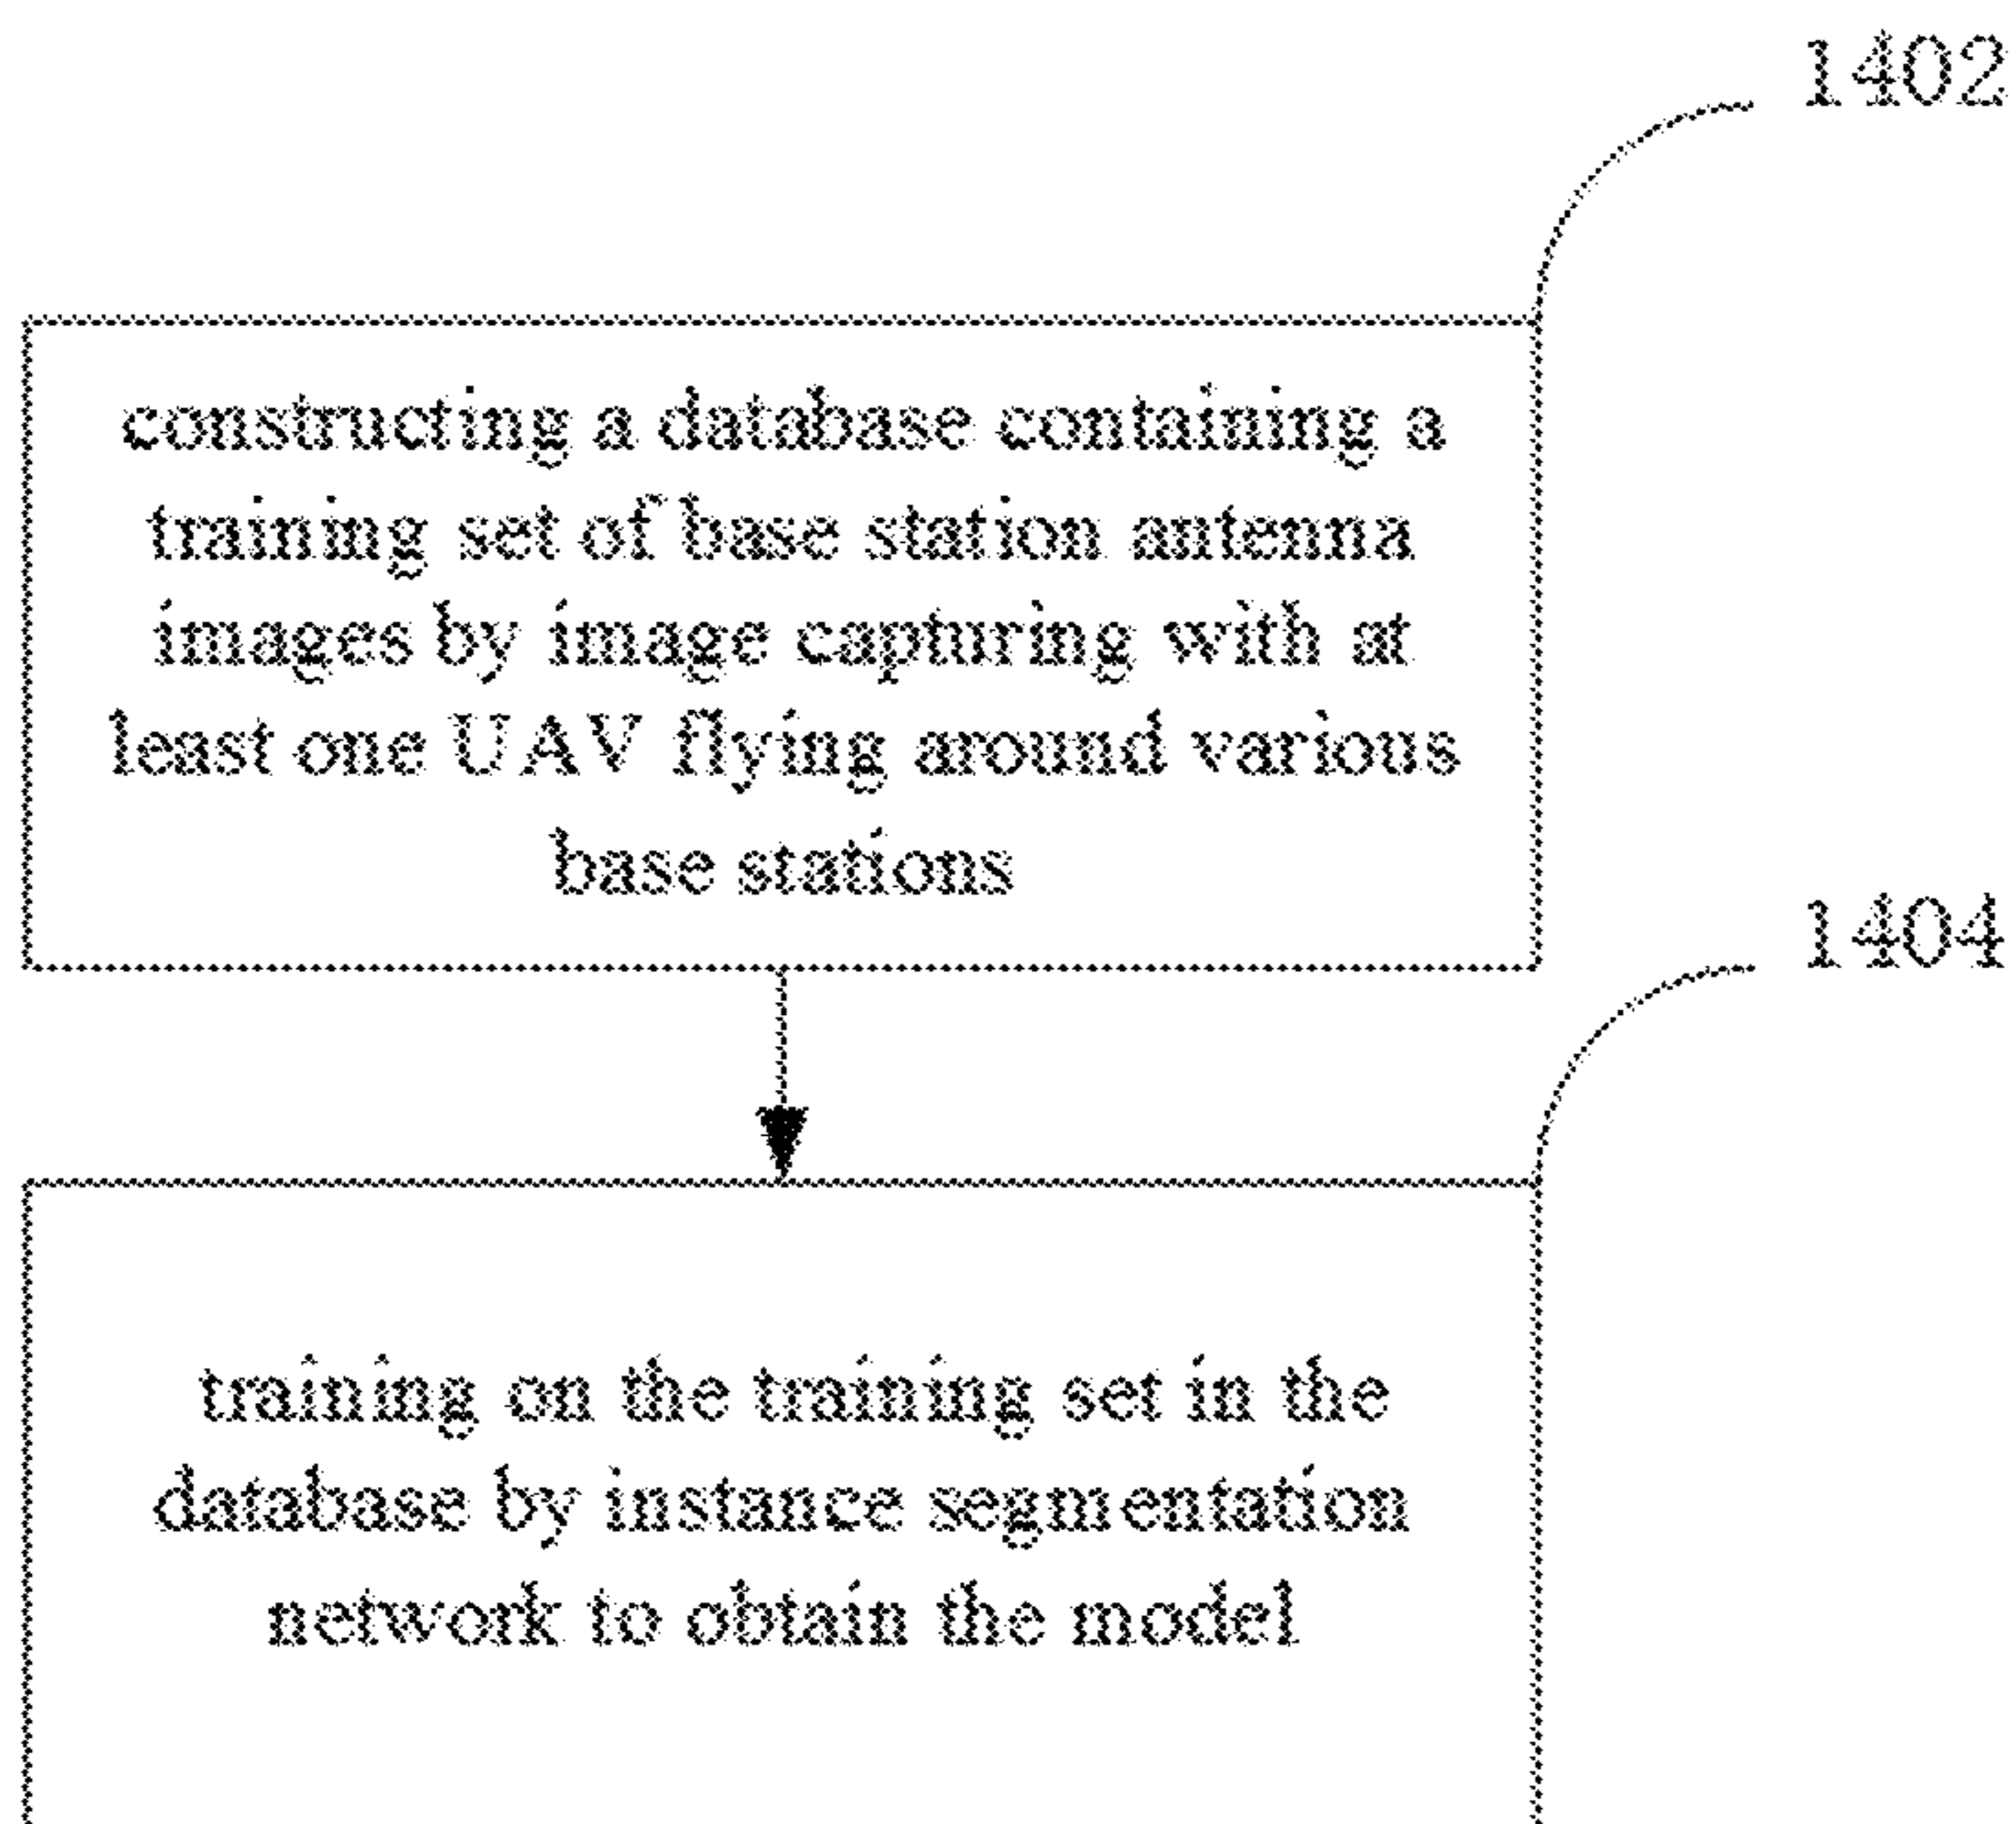 1402
constructing a database containing a
training set of base station antenna
images by image capturing with at
least one UAV flying around various
base stations
1404
training on the training set in the
database by instance segmentation
network to obtain the model